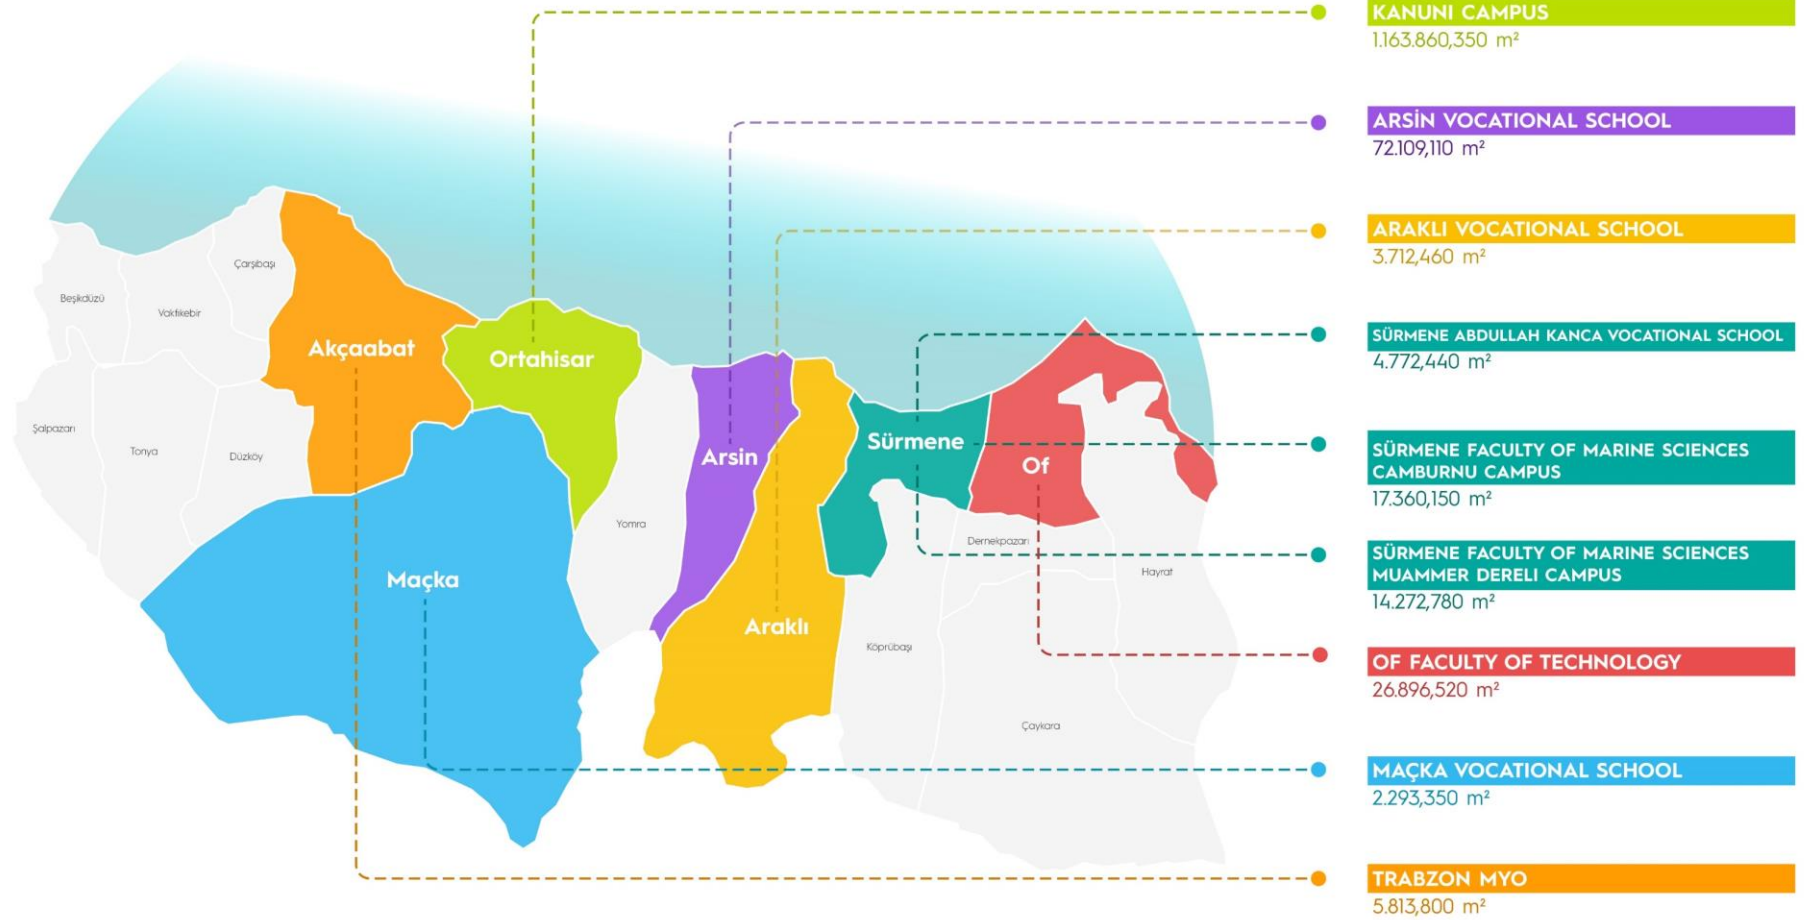 KANUNI CAMPUS
1.163.860,350 m²
ARSİN VOCATIONAL SCHOOL
72.109,110 m²
ARAKLI VOCATIONAL SCHOOL
3.712,460 m²
SÜRMENE ABDULLAH KANCA VOCATIONAL SCHOOL
4.772,440 m²
SÜRMENE FACULTY OF MARINE SCIENCES
CAMBURNU CAMPUS
17.360,150 m²
SÜRMENE FACULTY OF MARINE SCIENCES
MUAMMER DERELI CAMPUS
14.272,780 m²
OF FACULTY OF TECHNOLOGY
26.896,520 m²
MAÇKA VOCATIONAL SCHOOL
2.293,350 m²
TRABZON MYO
5.813,800 m²
Beşkdüzü
Vakfıkebir
Çarşıbaşı
Akçaabat
Ortahisar
Şalpazarı
Tonya
Düzköy
Maçka
Yomra
Arsin
Araklı
Sürmene
Of
Dernekpazarı
Hayrat
Köprübaşı
Çaykara